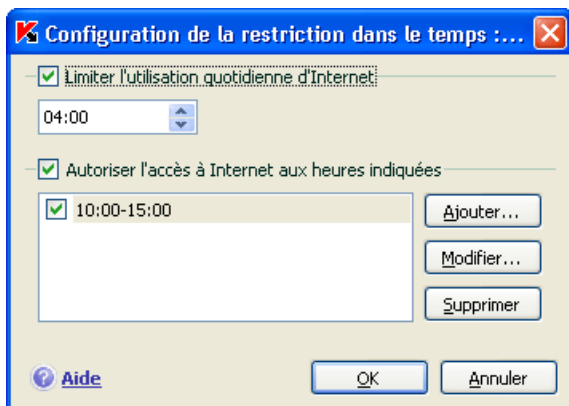 Configuration de la restriction dans le temps :...
Limiter l'utilisation quotidienne d'Internet
04:00
Autoriser l'accès à Internet aux heures indiquées
10:00-15:00
Ajouter...
Modifier...
Supprimer
Aide
OK
Annuler